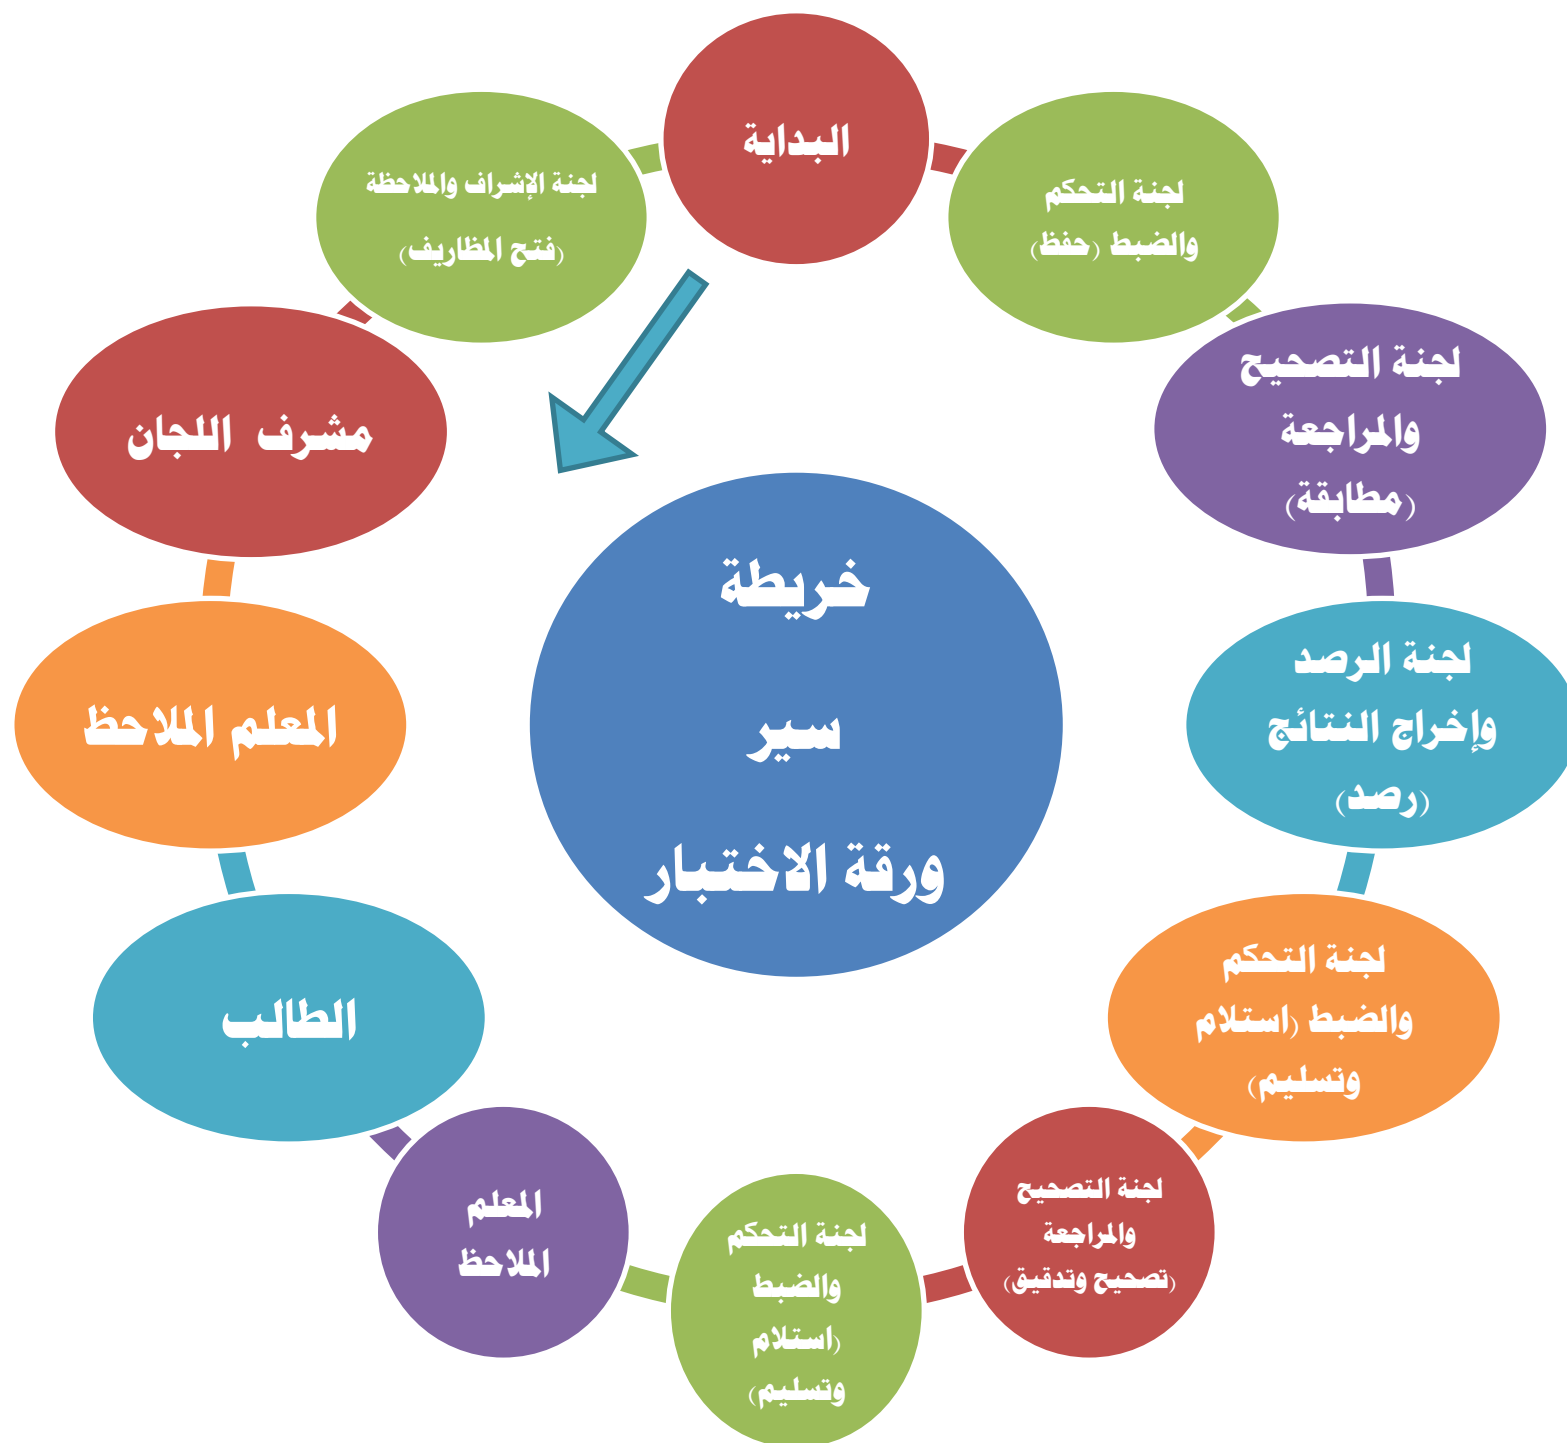 البداية
لجنة الإشراف والملاحظة
(فتح المظاريف)
مشرف اللجان
المعلم الملاحظ
الطالب
المعلم
الملاحظ
لجنة التحكم
والضبط
(استلام
وتسليم)
لجنة التصحيح
والمراجعة
(تصحيح وتدقيق)
لجنة التحكم
والضبط (استلام
وتسليم)
لجنة الرصد
وإخراج النتائج
(رصد)
لجنة التصحيح
والمراجعة
(مطابقة)
لجنة التحكم
والضبط (حفظ)
خريطة
سير
ورقة الاختبار